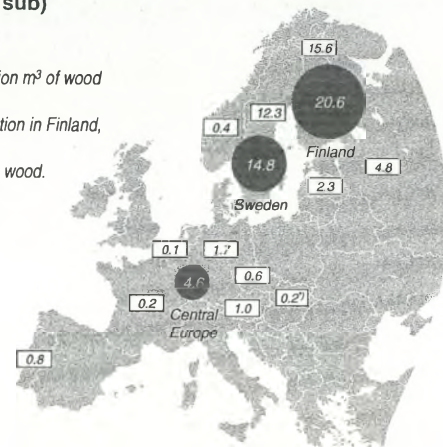 sub)
ion m³ of wood
tion in Finland,
wood.
15.6
20.6
12.3
0.4
Finland
14.8
4.8
2.3
Sweden
0.1
1.7
4.6
0.6
0.2*)
0.2
1.0
Central
Europe
0.8